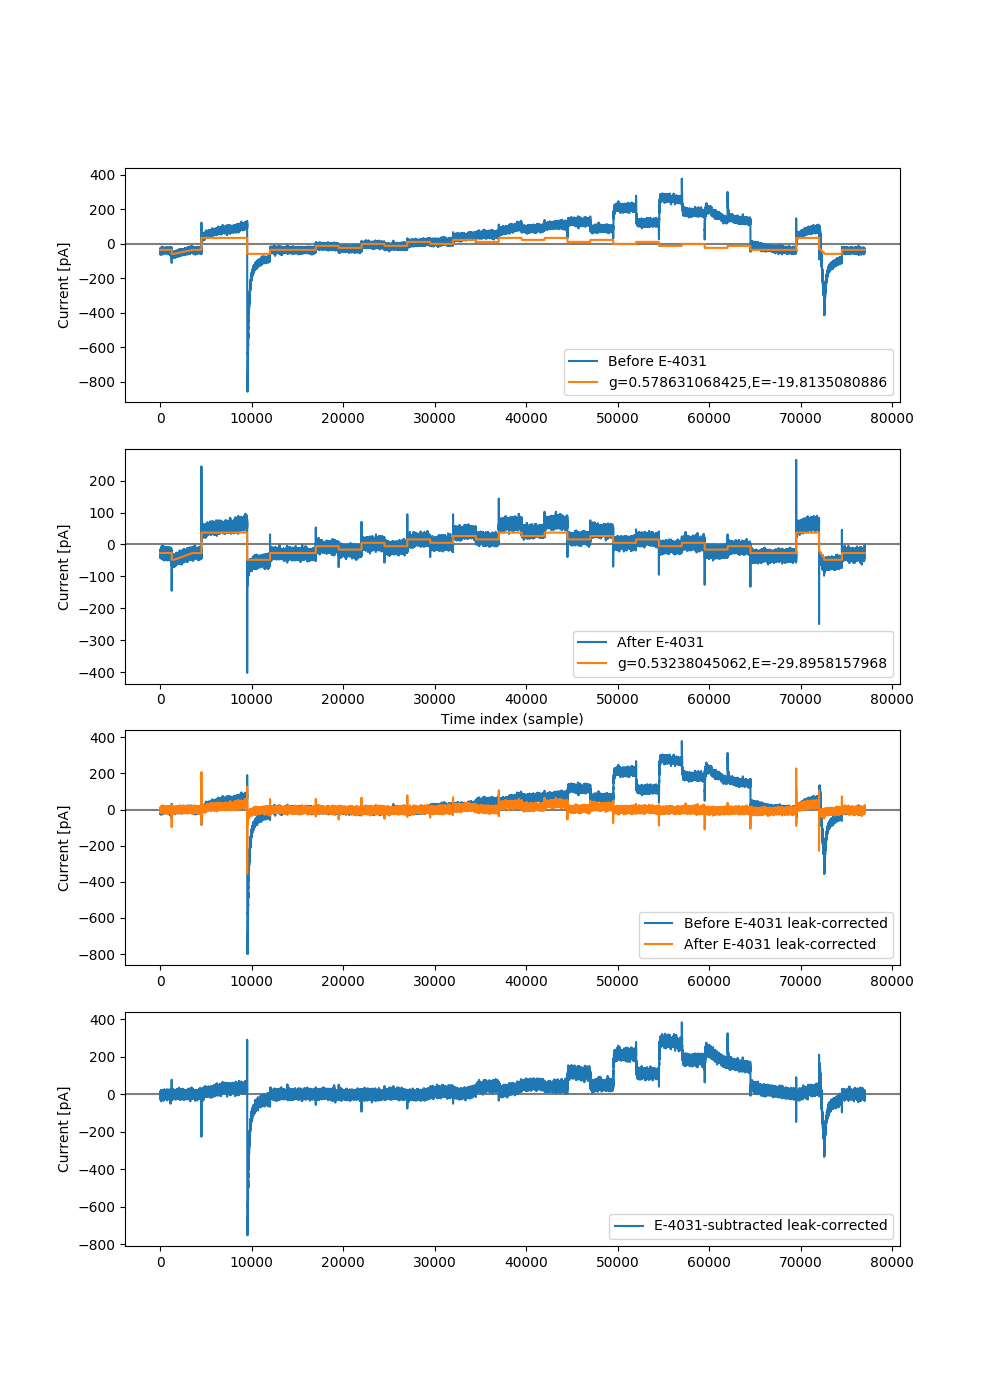 400
200
0
−200
−400
−600
−800
Current [pA]
Before E-4031
g=0.578631068425,E=-19.8135080886
0 10000 20000 30000 40000 50000 60000 70000 80000
200
100
0
−100
−200
−300
−400
Current [pA]
After E-4031
g=0.53238045062,E=-29.8958157968
0 10000 20000 30000 40000 50000 60000 70000 80000
Time index (sample)
400
200
0
−200
−400
−600
−800
Current [pA]
Before E-4031 leak-corrected
After E-4031 leak-corrected
0 10000 20000 30000 40000 50000 60000 70000 80000
400
200
0
−200
−400
−600
−800
Current [pA]
E-4031-subtracted leak-corrected
0 10000 20000 30000 40000 50000 60000 70000 80000